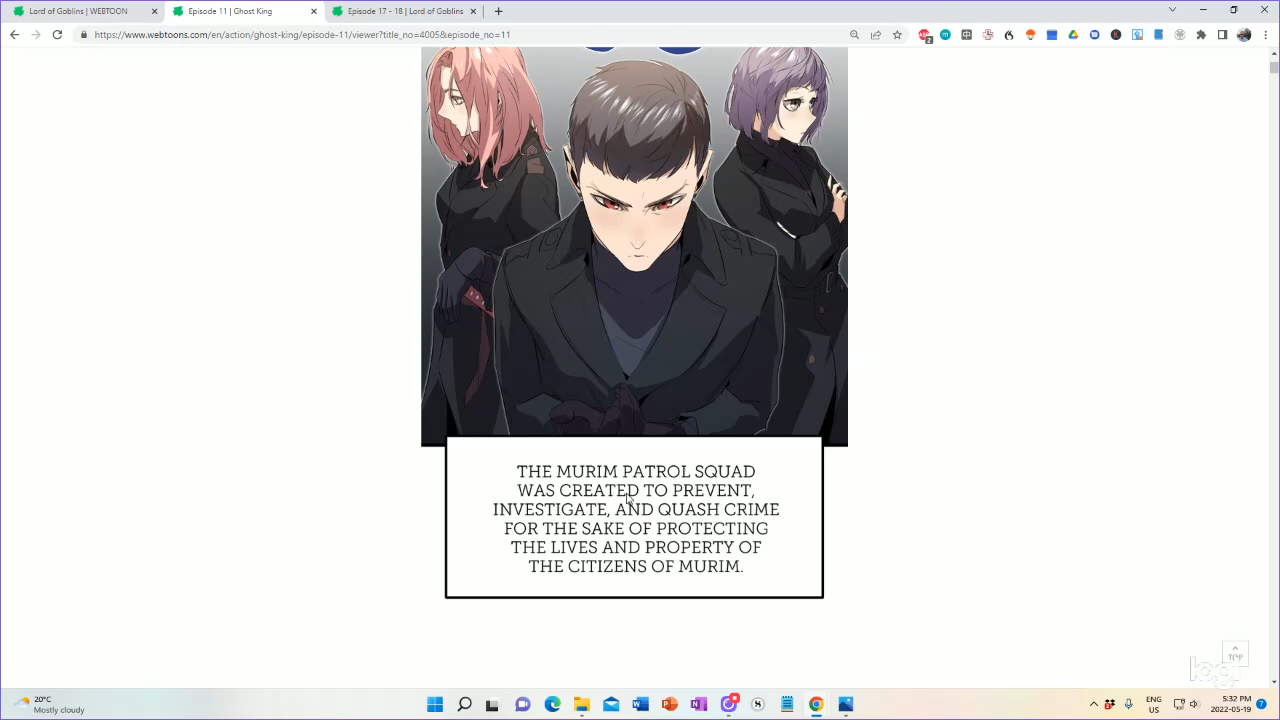 Lord of Goblins | WEBTOON
Episode 11 | Ghost King
Episode 17 - 18 | Lord of Goblins
https://www.webtoons.com/en/action/ghost-king/episode-11/viewer?title_no=4005&episode_no=11
THE MURIM PATROL SQUAD
WAS CREATED TO PREVENT,
INVESTIGATE, AND QUASH CRIME
FOR THE SAKE OF PROTECTING
THE LIVES AND PROPERTY OF
THE CITIZENS OF MURIM.
TOP
20°C
Mostly cloudy
ENG
US
5:32 PM
2022-05-19